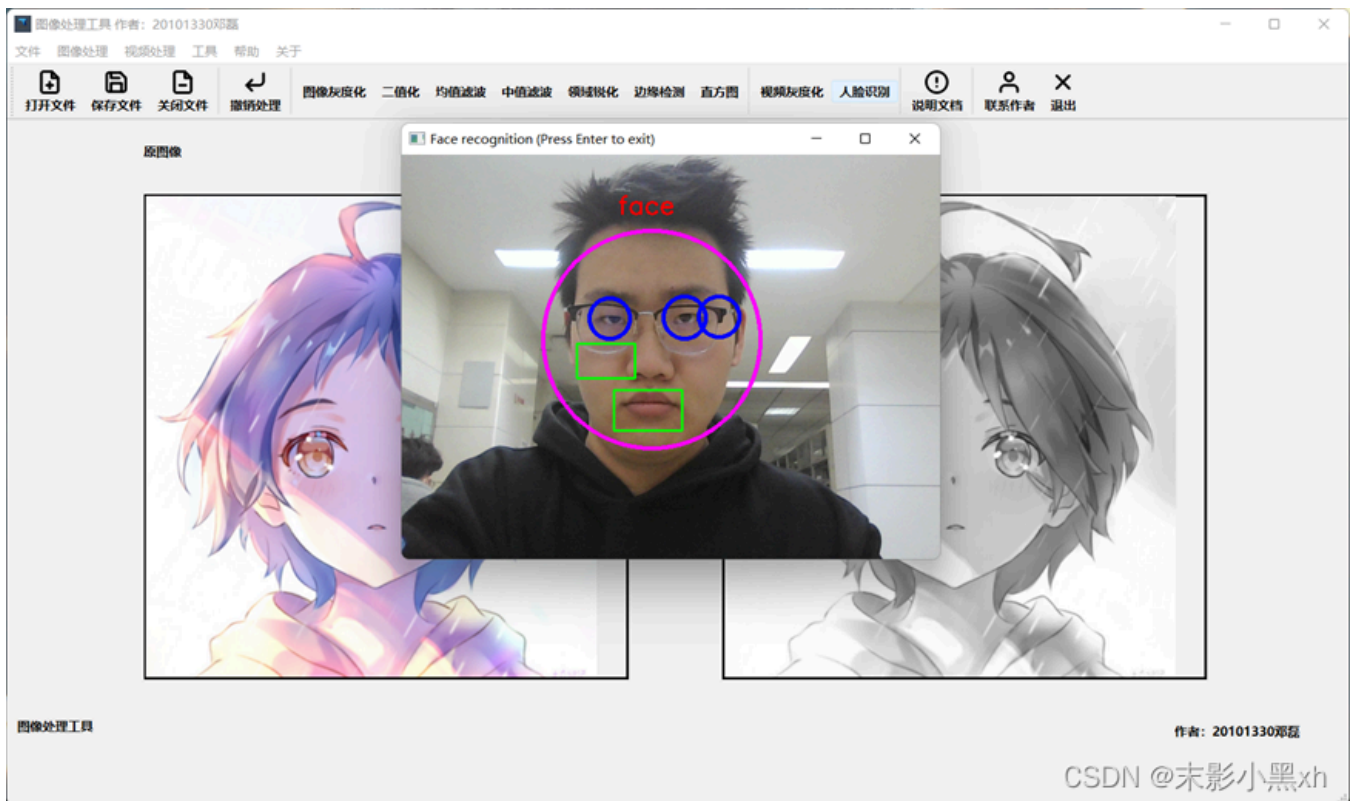 图像处理工具 作者：20101330邓磊
文件 图像处理 视频处理 工具 帮助 关于
打开文件 保存文件 关闭文件 撤销处理 图像灰度化 二值化 均值滤波 中值滤波 领域锐化 边缘检测 直方图 视频灰度化 人脸识别 说明文档 联系作者 退出
Face recognition (Press Enter to exit)
原图像
face
图像处理工具
作者：20101330邓磊
CSDN @末影小黑xh